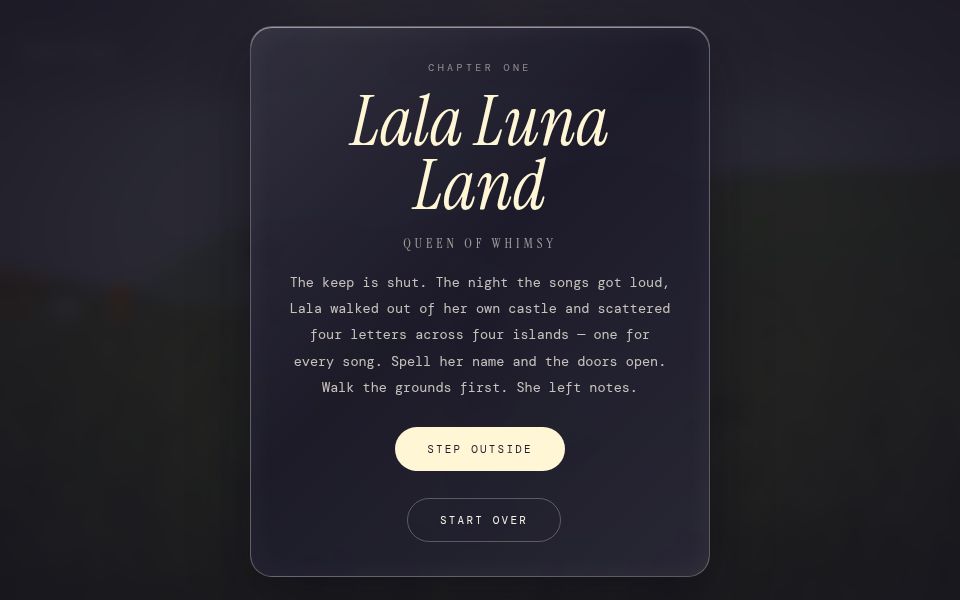 CHAPTER ONE
Lala Luna
Land
QUEEN OF WHIMSY
The keep is shut. The night the songs got loud,
Lala walked out of her own castle and scattered
four letters across four islands — one for
every song. Spell her name and the doors open.
Walk the grounds first. She left notes.
STEP OUTSIDE
START OVER